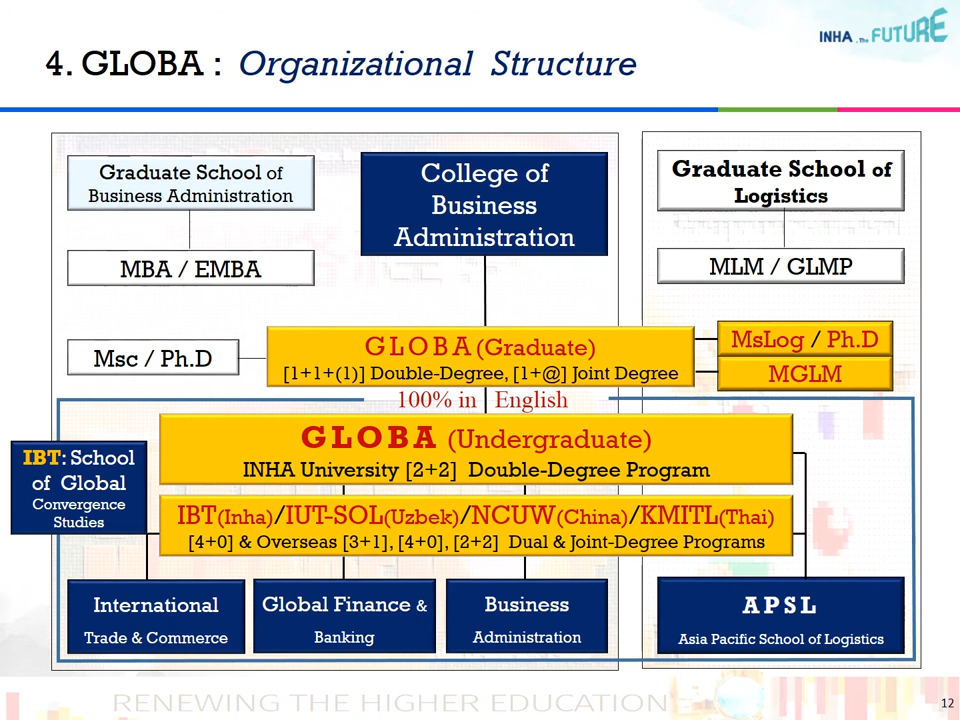 INHA , The FUTURE
4. GLOBA : Organizational Structure
Graduate School of
Business Administration
MBA / EMBA
College of
Business
Administration
Graduate School of
Logistics
MLM / GLMP
Msc / Ph.D
GLOBA (Graduate)
[1+1+(1)] Double-Degree, [1+@] Joint Degree
MsLog / Ph.D
MGLM
100% in English
GLOBA (Undergraduate)
INHA University [2+2] Double-Degree Program
IBT: School
of Global
Convergence
Studies
IBT(Inha)/IUT-SOL(Uzbek)/NCUW(China)/KMITL(Thai)
[4+0] & Overseas [3+1], [4+0], [2+2] Dual & Joint-Degree Programs
International
Trade & Commerce
Global Finance &
Banking
Business
Administration
APSL
Asia Pacific School of Logistics
RENEWING THE HIGHER EDUCATION
12